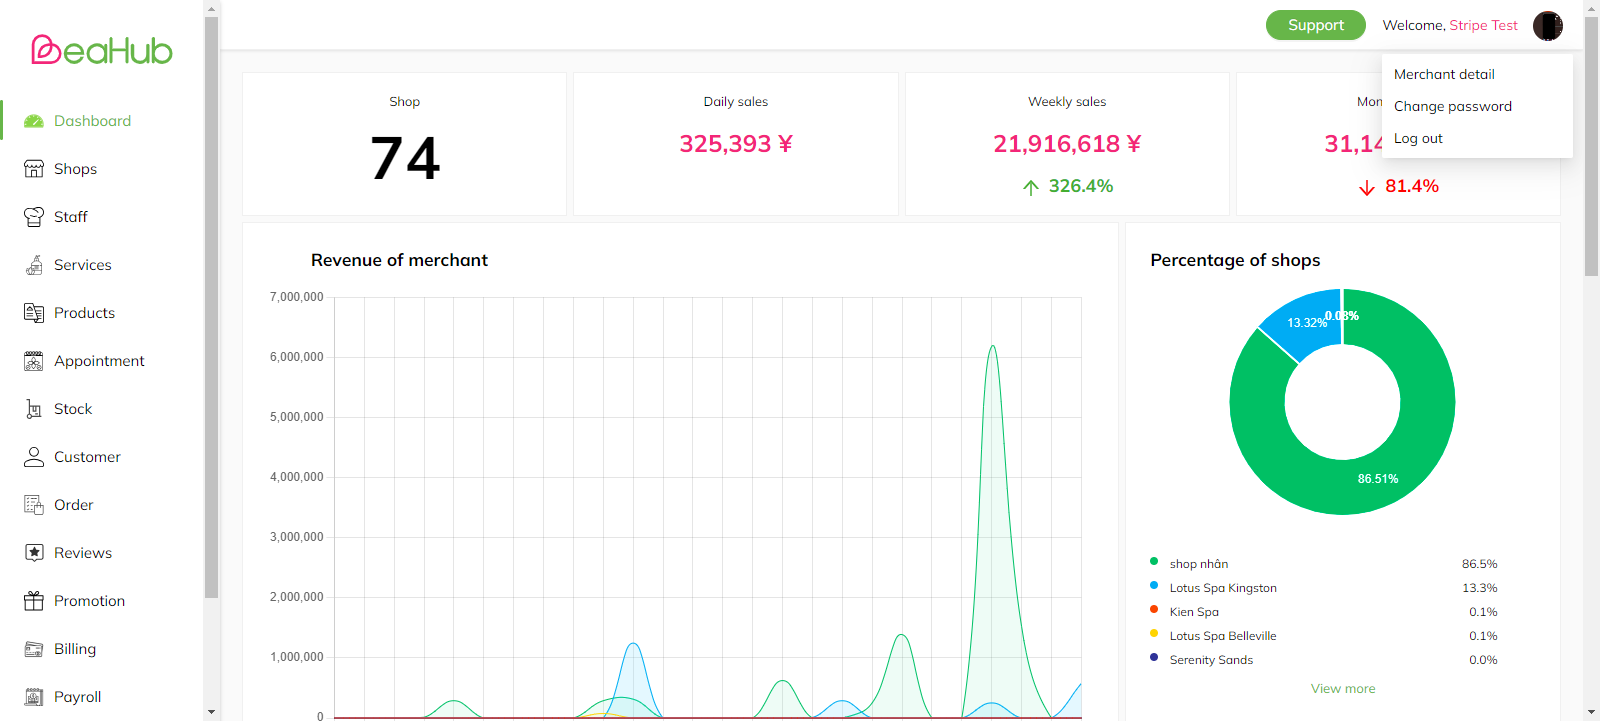 BeaHub
Support
Welcome, Stripe Test
Merchant detail
Change password
Log out
Dashboard
Shops
Staff
Services
Products
Appointment
Stock
Customer
Order
Reviews
Promotion
Billing
Payroll
Shop
74
Daily sales
325,393 ¥
Weekly sales
21,916,618 ¥
326.4%
Mon
31,14
81.4%
Revenue of merchant
7,000,000
6,000,000
5,000,000
4,000,000
3,000,000
2,000,000
1,000,000
0
Percentage of shops
13.32%
86.51%
shop nhân 86.5%
Lotus Spa Kingston 13.3%
Kien Spa 0.1%
Lotus Spa Belleville 0.1%
Serenity Sands 0.0%
View more